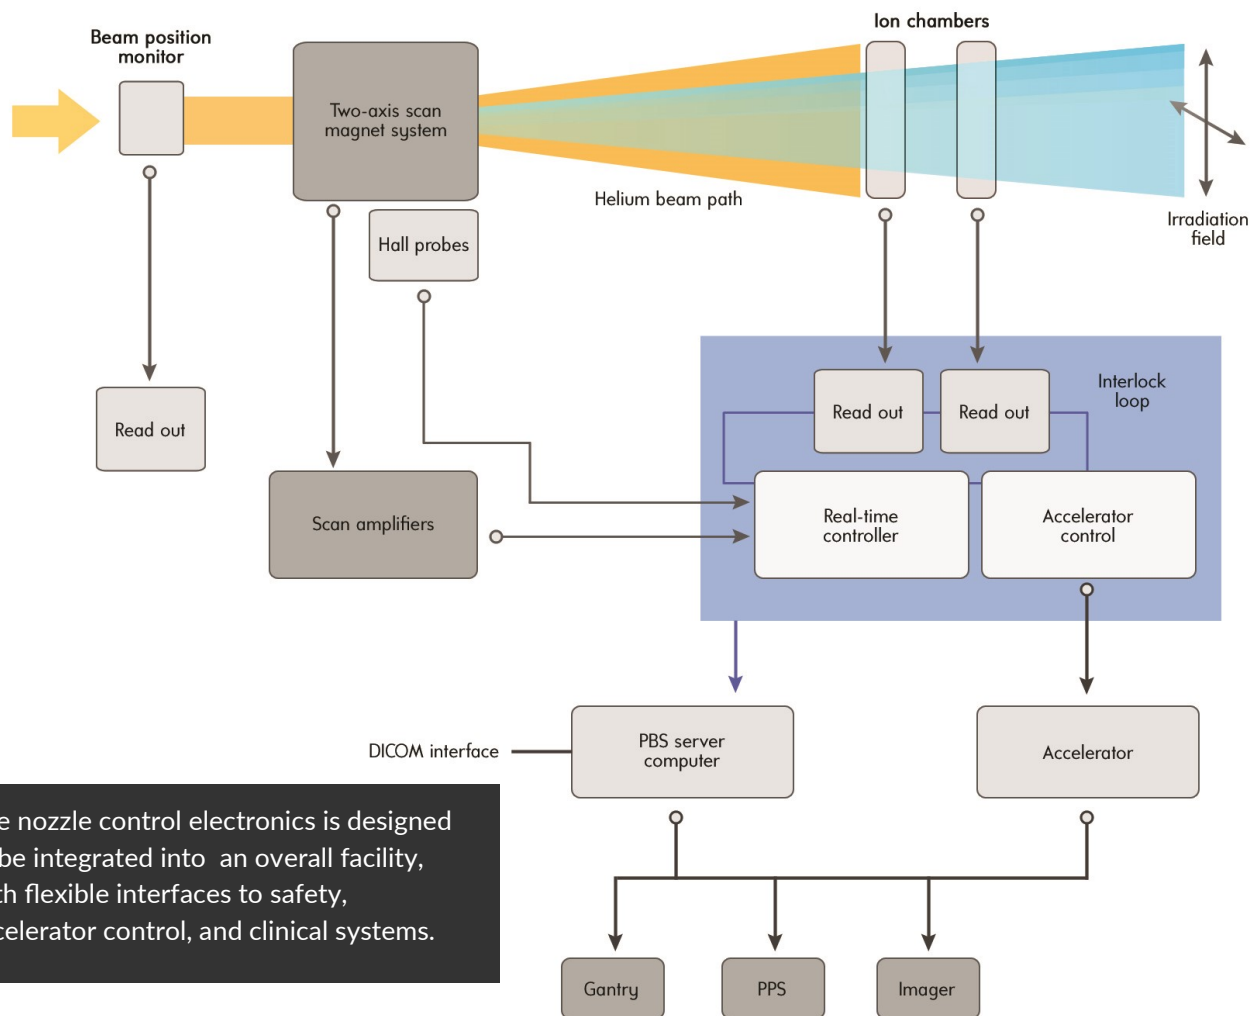 Beam position
monitor
Two-axis scan
magnet system
Ion chambers
Helium beam path
Irradiation
field
Hall probes
Interlock
loop
Read out
Read out
Read out
Scan amplifiers
Real-time
controller
Accelerator
control
DICOM interface
PBS server
computer
Accelerator
e nozzle control electronics is designed
be integrated into an overall facility,
th flexible interfaces to safety,
celerator control, and clinical systems.
Gantry
PPS
Imager